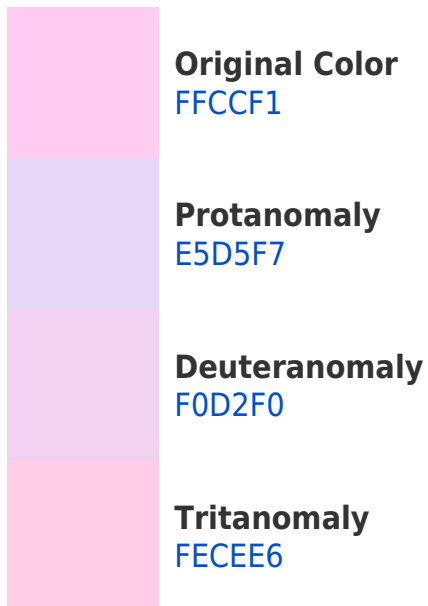 Original Color
FFCCF1
Protanomaly
E5D5F7
Deuteranomaly
F0D2F0
Tritanomaly
FECEE6